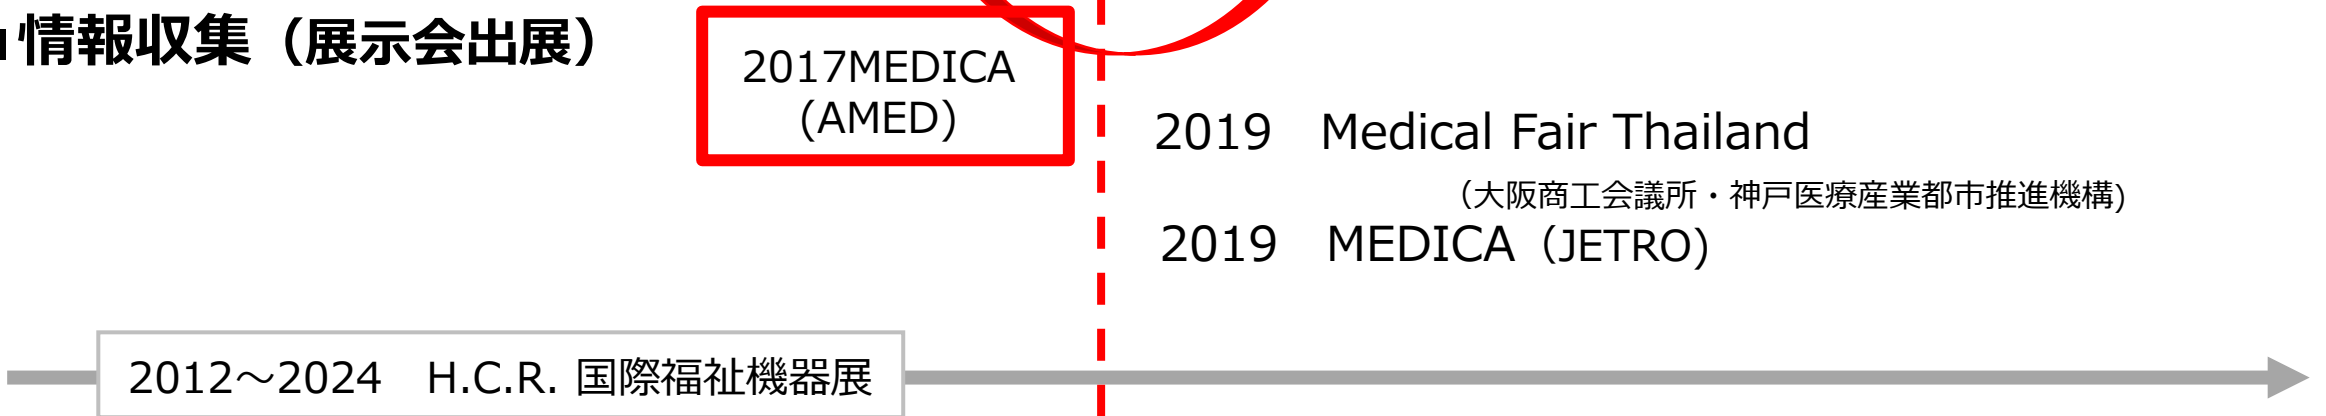 情報収集（展示会出展）
2017MEDICA
(AMED)
2019　Medical Fair Thailand
（大阪商工会議所・神戸医療産業都市推進機構)
2019　MEDICA（JETRO)
2012～2024　H.C.R. 国際福祉機器展